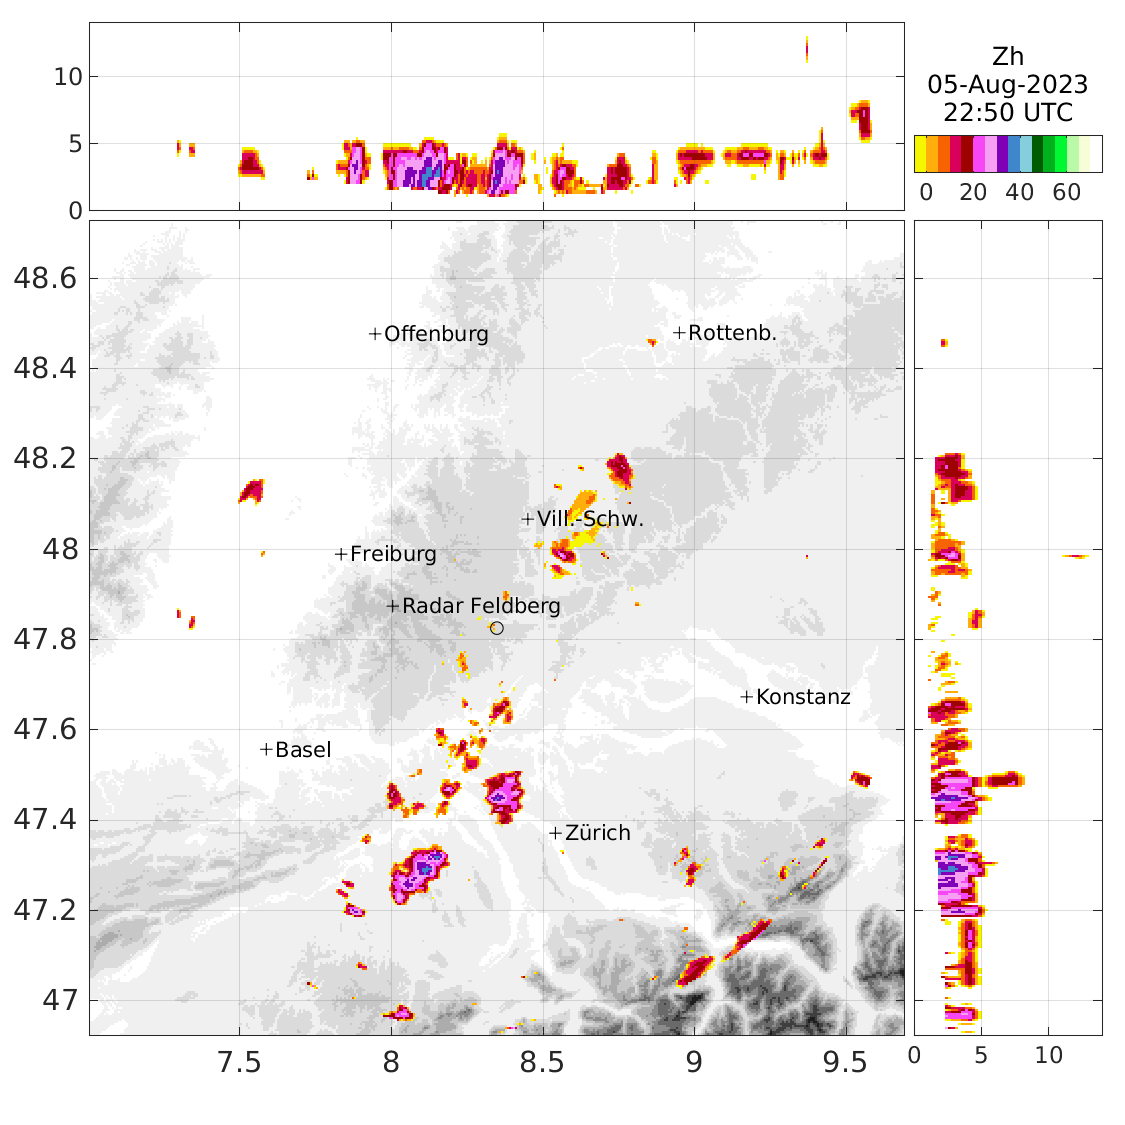 10
5
0
Zh
05-Aug-2023
22:50 UTC
0 20 40 60
48.6
48.4
48.2
48
47.8
47.6
47.4
47.2
47
Offenburg
Rottenb.
Vill.-Schw.
Freiburg
Radar Feldberg
Konstanz
Basel
Zürich
7.5 8 8.5 9 9.5
0 5 10